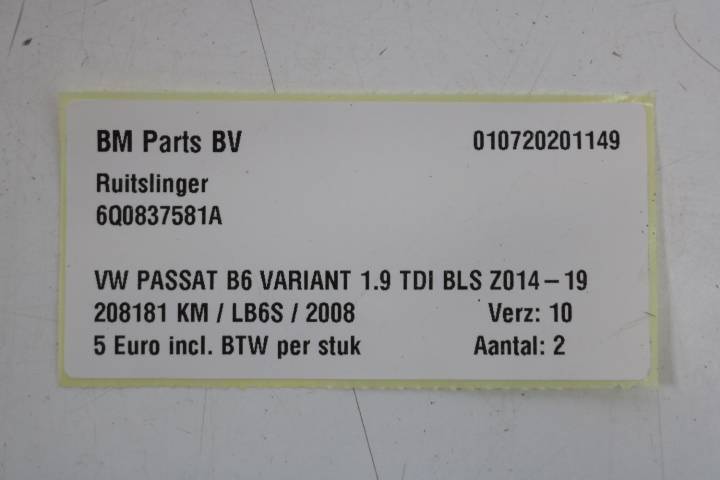 BM Parts BV 010720201149
Ruitslinger
6Q0837581A
VW PASSAT B6 VARIANT 1.9 TDI BLS Z014-19
208181 KM / LB6S / 2008 Verz: 10
5 Euro incl. BTW per stuk Aantal: 2